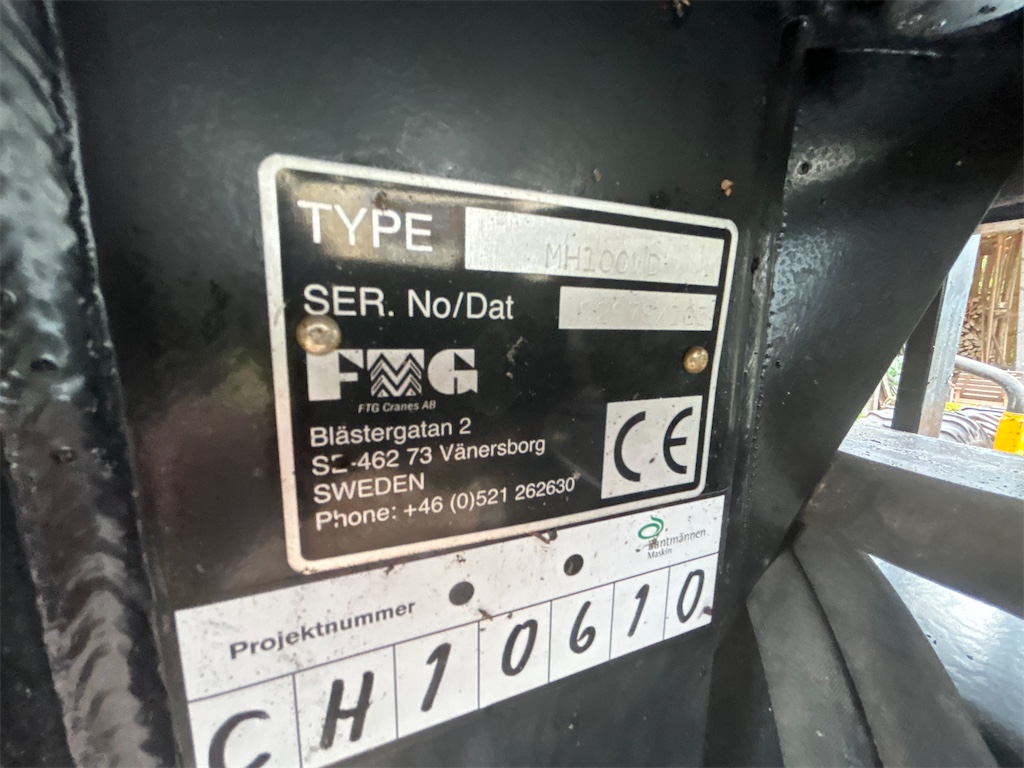 TYPE
SER. No/Dat
FMG
FTG Cranes AB
Blästergatan 2
SE-462 73 Vänersborg
SWEDEN
Phone: +46 (0)521 262630
CE
Lantmännen
Maskin
Projektnummer
CH10610